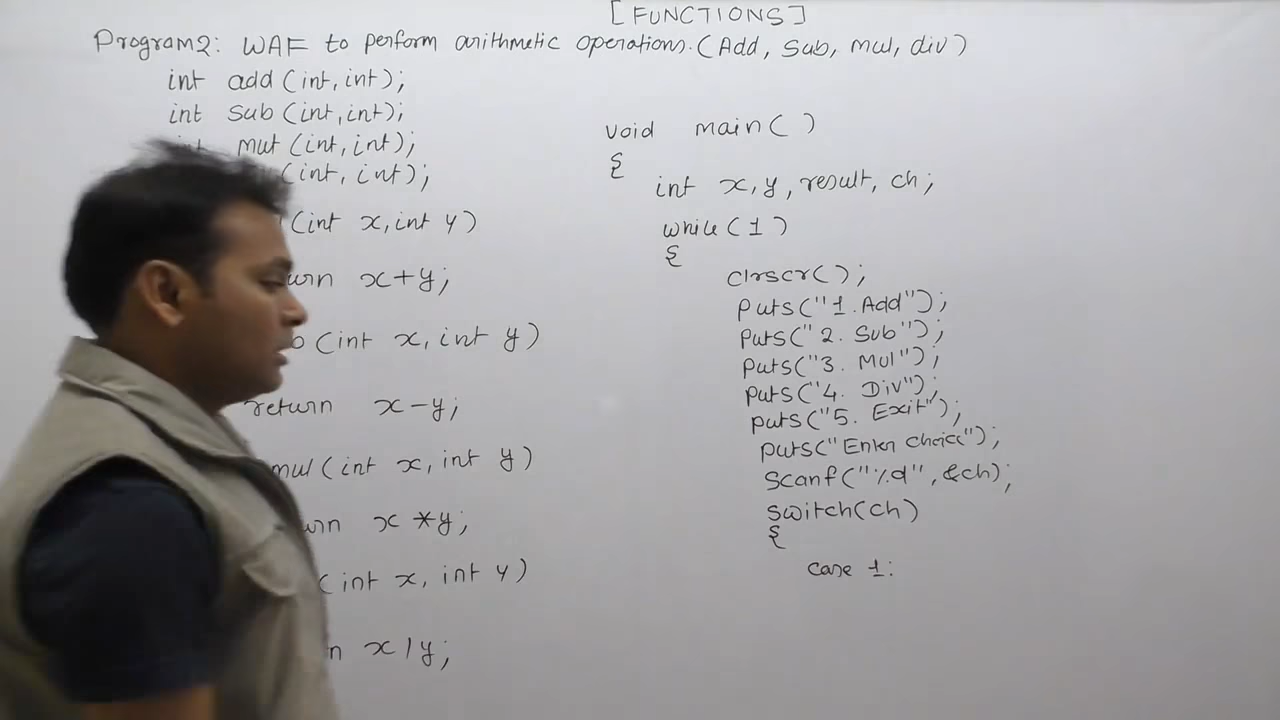 [FUNCTIONS]
Program2: WAF to perform arithmetic operations. (Add, Sub, mul, div)
int add (int, int);
int sub (int, int);
int mul (int, int);
(int, int);
(int x, int y)
x+y;
(int x, int y)
return x-y;
mul (int x, int y)
x *y;
(int x, int y)
x/y;
void main( )
{
int x, y, result, ch;
while(1)
{
clrscr();
puts("1. Add");
puts("2. Sub");
puts("3. Mul");
puts("4. Div");
puts("5. Exit");
puts("Enter choice");
scanf("%d", &ch);
switch(ch)
{
case 1: